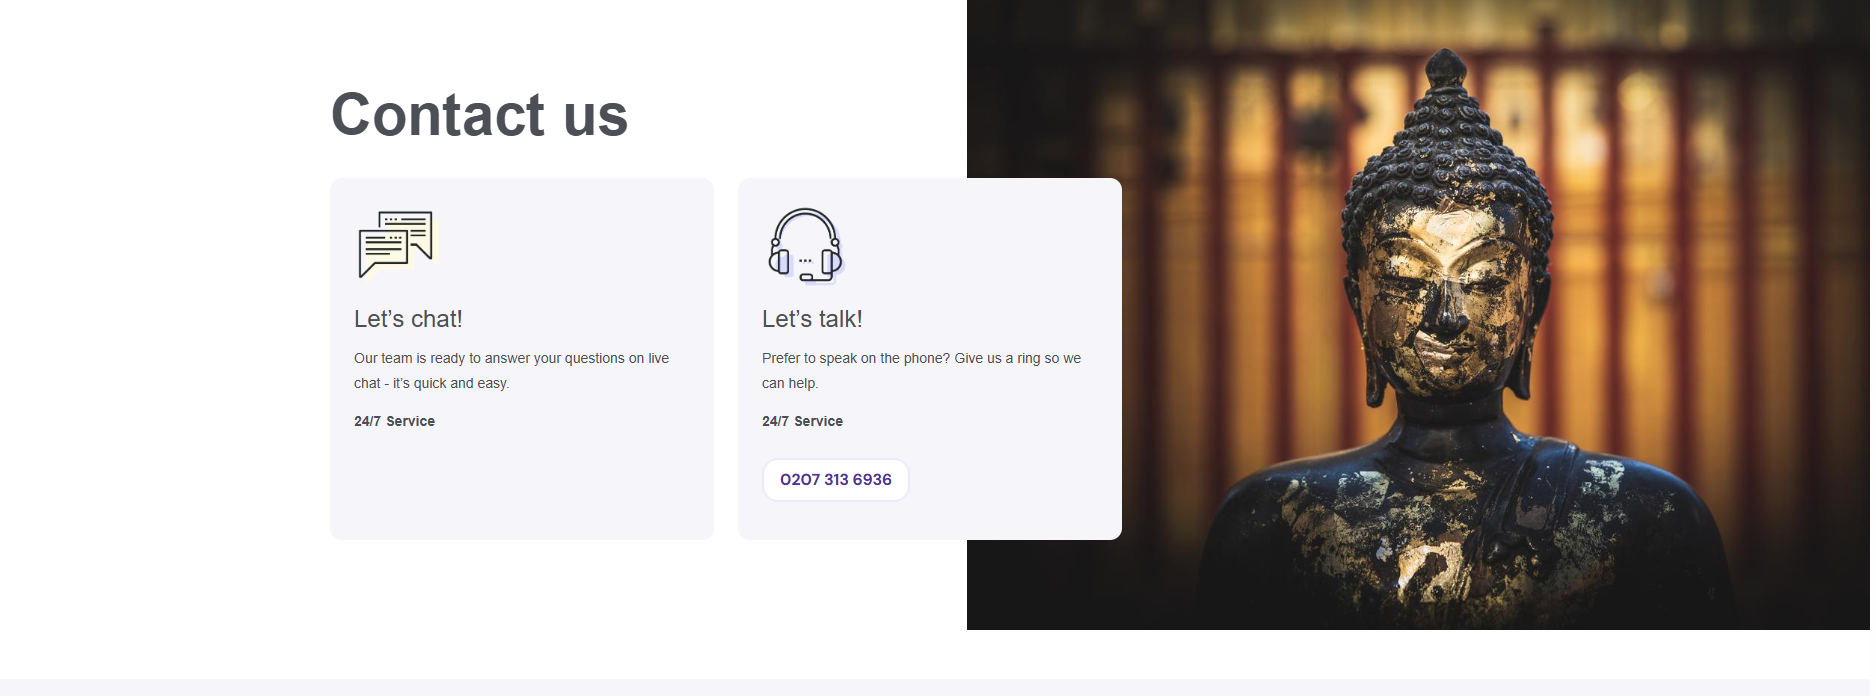 Contact us
Let’s chat!
Our team is ready to answer your questions on live
chat - it’s quick and easy.
24/7 Service
Let’s talk!
Prefer to speak on the phone? Give us a ring so we
can help.
24/7 Service
0207 313 6936